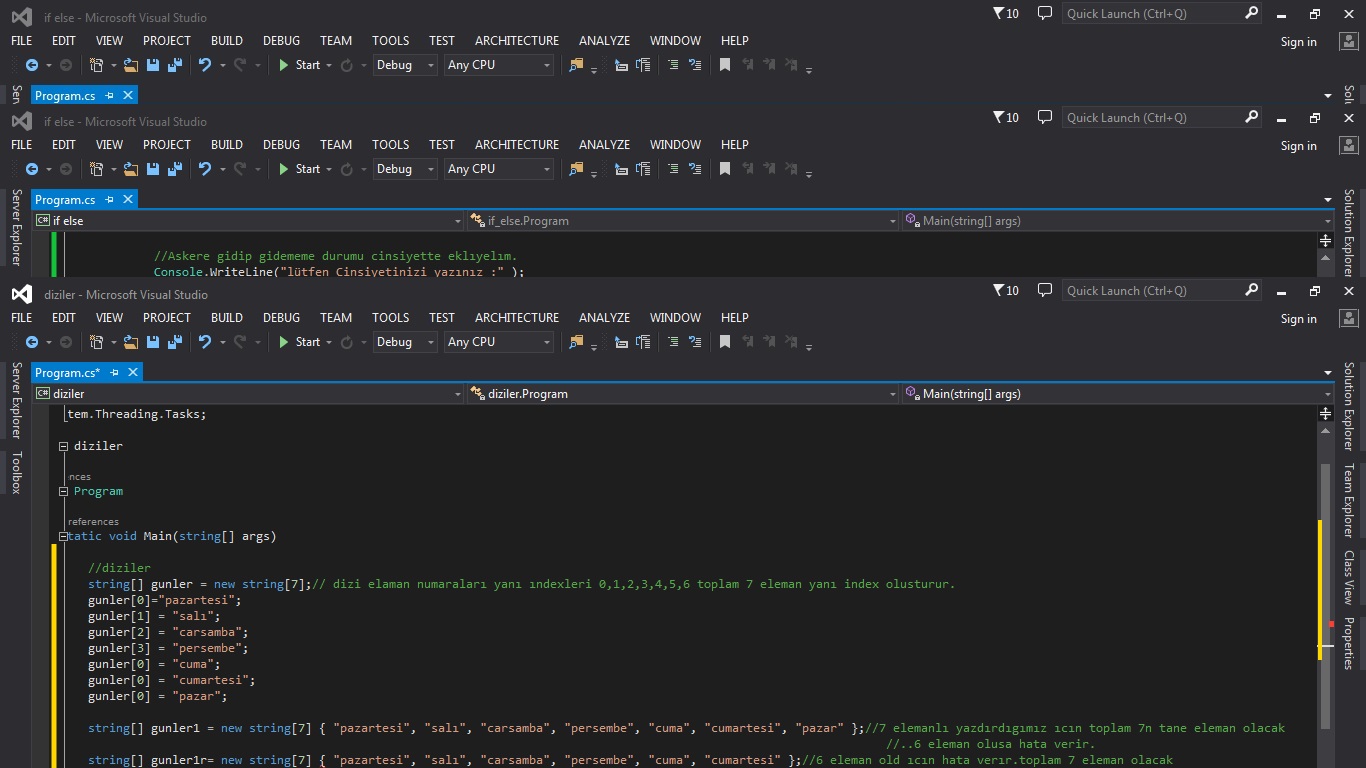 if else - Microsoft Visual Studio 10 Quick Launch (Ctrl+Q)
FILE EDIT VIEW PROJECT BUILD DEBUG TEAM TOOLS TEST ARCHITECTURE ANALYZE WINDOW HELP Sign in
Start Debug Any CPU
Program.cs
if else - Microsoft Visual Studio 10 Quick Launch (Ctrl+Q)
FILE EDIT VIEW PROJECT BUILD DEBUG TEAM TOOLS TEST ARCHITECTURE ANALYZE WINDOW HELP Sign in
Start Debug Any CPU
Program.cs
Server Explorer
Solution Explorer
C# if else if_else.Program Main(string[] args)
//Askere gidip gidememe durumu cinsiyette eklıyelım.
Console.WriteLine("lütfen Cinsiyetinizi yazınız :" );
diziler - Microsoft Visual Studio 10 Quick Launch (Ctrl+Q)
FILE EDIT VIEW PROJECT BUILD DEBUG TEAM TOOLS TEST ARCHITECTURE ANALYZE WINDOW HELP Sign in
Start Debug Any CPU
Program.cs*
Server Explorer
Toolbox
Solution Explorer
Team Explorer
Class View
Properties
C# diziler diziler.Program Main(string[] args)
tem.Threading.Tasks;
diziler
nces
Program
references
tatic void Main(string[] args)
//diziler
string[] gunler = new string[7];// dizi elaman numaraları yanı ındexleri 0,1,2,3,4,5,6 toplam 7 eleman yanı index olusturur.
gunler[0]="pazartesi";
gunler[1] = "salı";
gunler[2] = "carsamba";
gunler[3] = "persembe";
gunler[0] = "cuma";
gunler[0] = "cumartesi";
gunler[0] = "pazar";
string[] gunler1 = new string[7] { "pazartesi", "salı", "carsamba", "persembe", "cuma", "cumartesi", "pazar" };//7 elemanlı yazdırdıgımız ıcın toplam 7n tane eleman olacak
//..6 eleman olusa hata verir.
string[] gunler1r= new string[7] { "pazartesi", "salı", "carsamba", "persembe", "cuma", "cumartesi" };//6 eleman old ıcın hata verır.toplam 7 eleman olacak